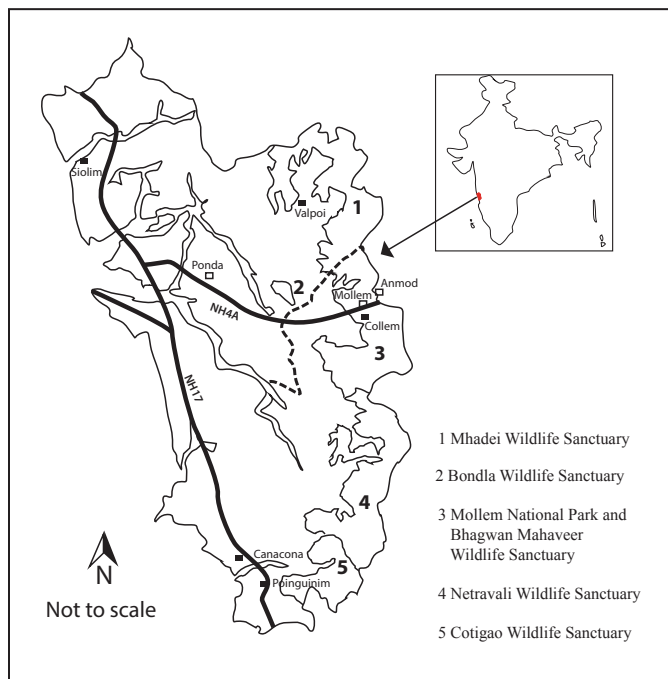 Siolim
Valpoi
1
Ponda
2
Anmod
Mollem
NH4A
Collem
3
NH17
4
Canacona
5
Poinguinim
N
Not to scale
1 Mhadei Wildlife Sanctuary
2 Bondla Wildlife Sanctuary
3 Mollem National Park and
Bhagwan Mahaveer
Wildlife Sanctuary
4 Netravali Wildlife Sanctuary
5 Cotigao Wildlife Sanctuary